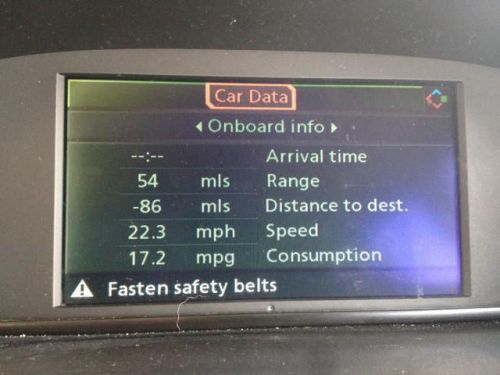 Car Data
Onboard info
--:-- Arrival time
54 mls Range
-86 mls Distance to dest.
22.3 mph Speed
17.2 mpg Consumption
Fasten safety belts